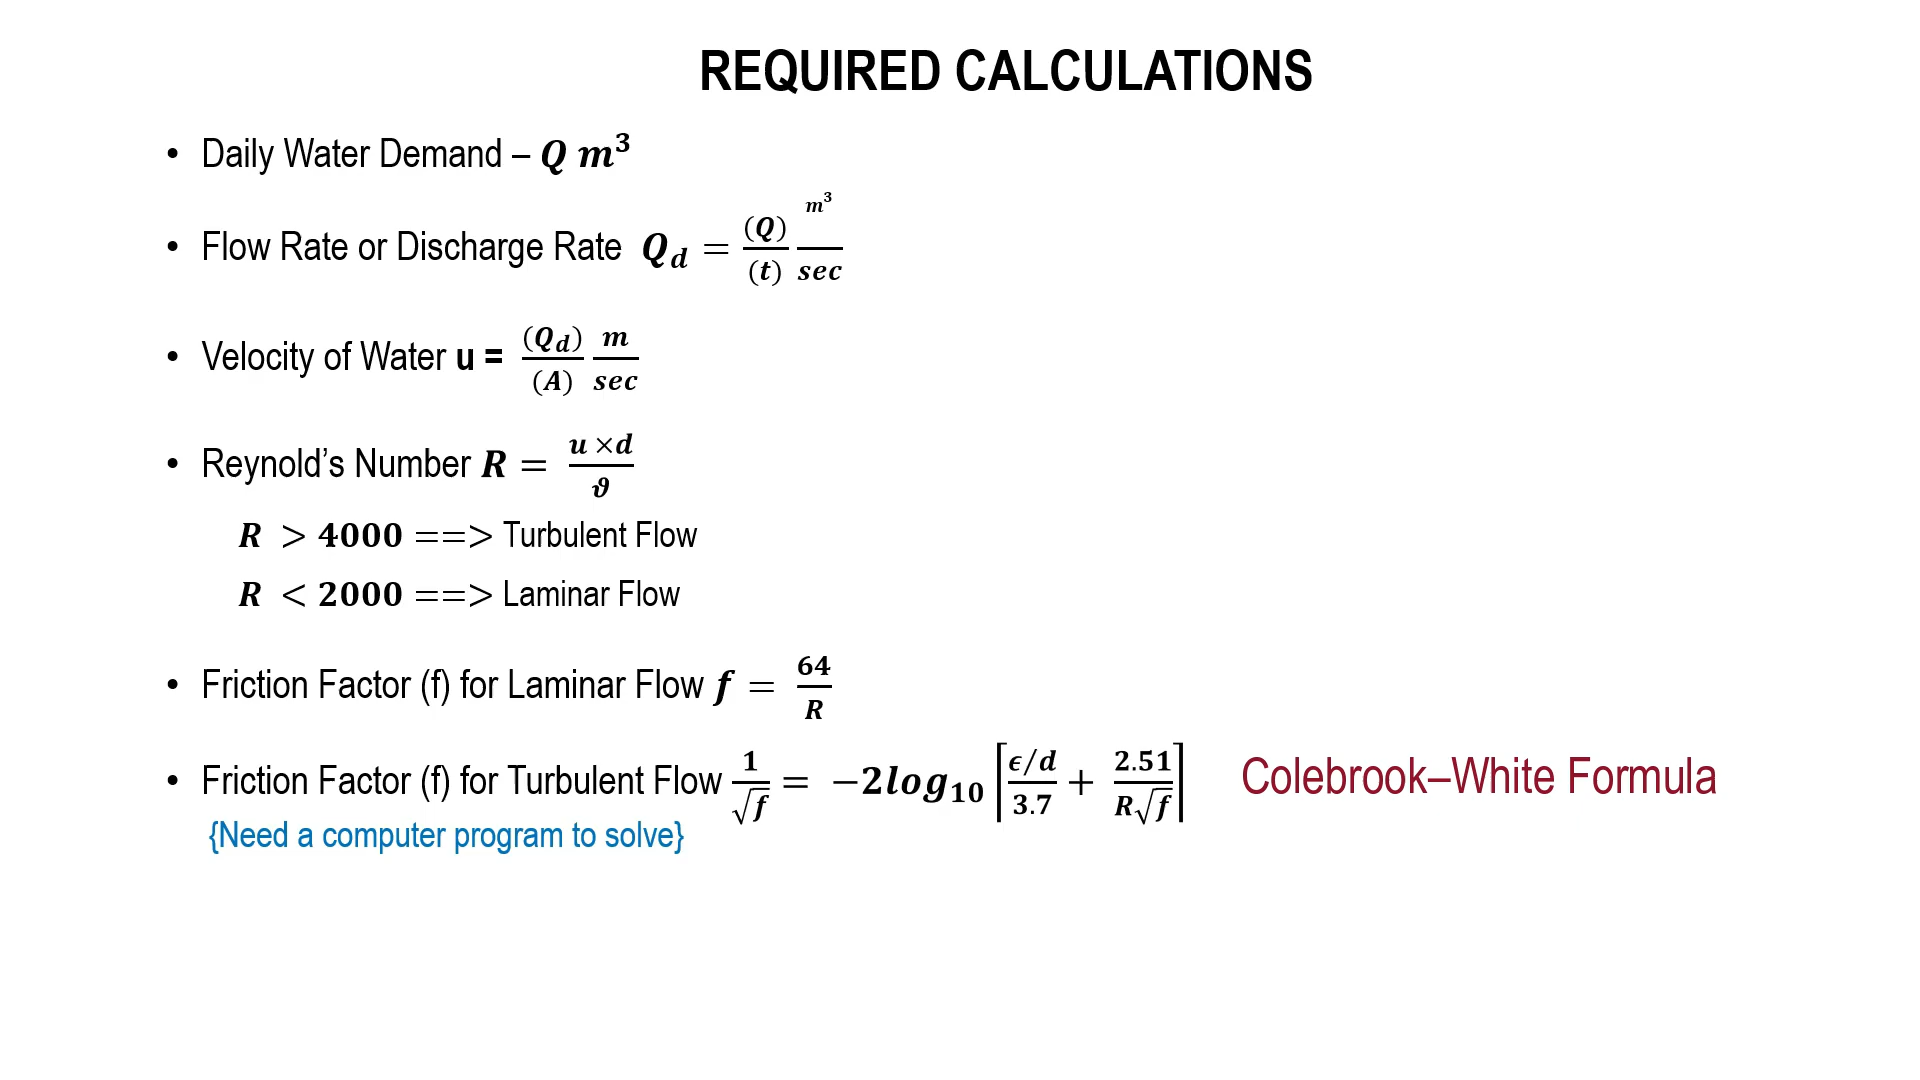 REQUIRED CALCULATIONS
• Daily Water Demand – Q m³
• Flow Rate or Discharge Rate Q_d = (Q)/(t) m³/sec
• Velocity of Water u = (Q_d)/(A) m/sec
• Reynold’s Number R = u ×d/ϑ
R > 4000 ==> Turbulent Flow
R < 2000 ==> Laminar Flow
• Friction Factor (f) for Laminar Flow f = 64/R
• Friction Factor (f) for Turbulent Flow 1/√f = −2log₁₀ ⌈(ϵ/d)/3.7 + 2.51/(R√f)⌉ Colebrook–White Formula
{Need a computer program to solve}